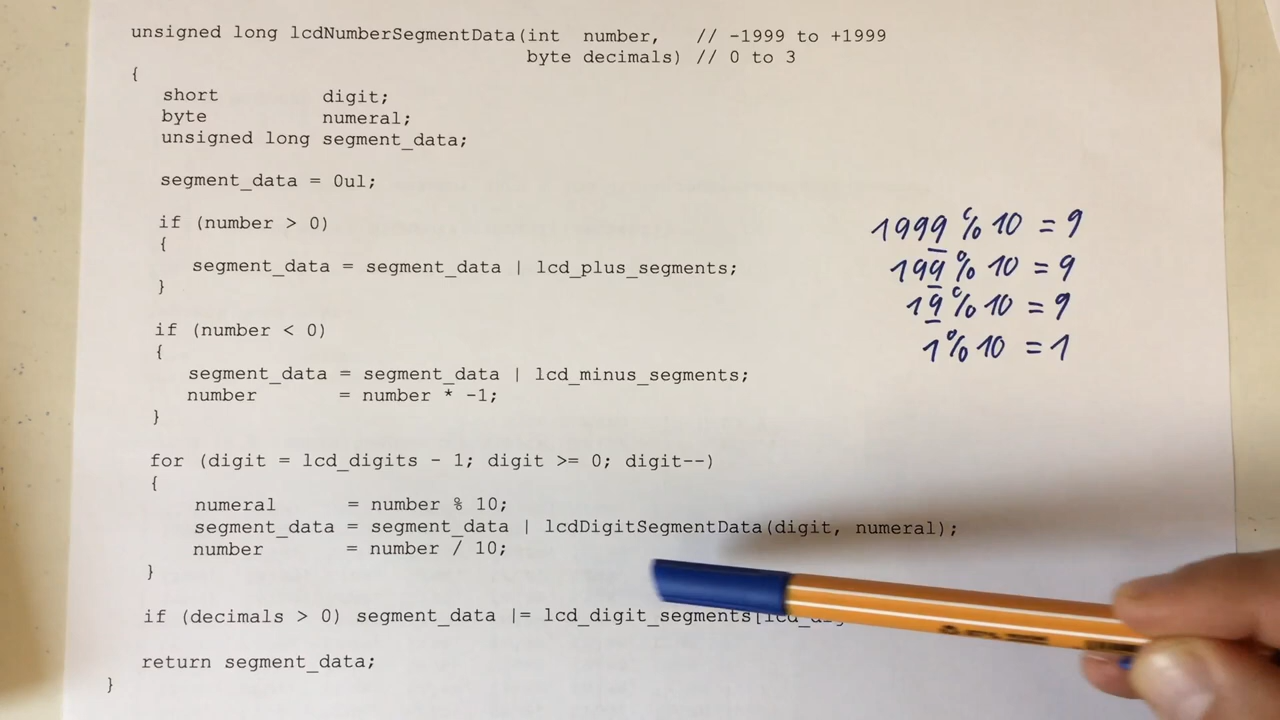 unsigned long lcdNumberSegmentData(int  number,   // -1999 to +1999
byte decimals) // 0 to 3
{
short digit;
byte numeral;
unsigned long segment_data;
segment_data = 0ul;
if (number > 0)
{
segment_data = segment_data | lcd_plus_segments;
}
if (number < 0)
{
segment_data = segment_data | lcd_minus_segments;
number = number * -1;
}
for (digit = lcd_digits - 1; digit >= 0; digit--)
{
numeral = number % 10;
segment_data = segment_data | lcdDigitSegmentData(digit, numeral);
number = number / 10;
}
if (decimals > 0) segment_data |= lcd_digit_segments[
return segment_data;
}
1999 % 10 = 9
199 % 10 = 9
19 % 10 = 9
1 % 10 = 1